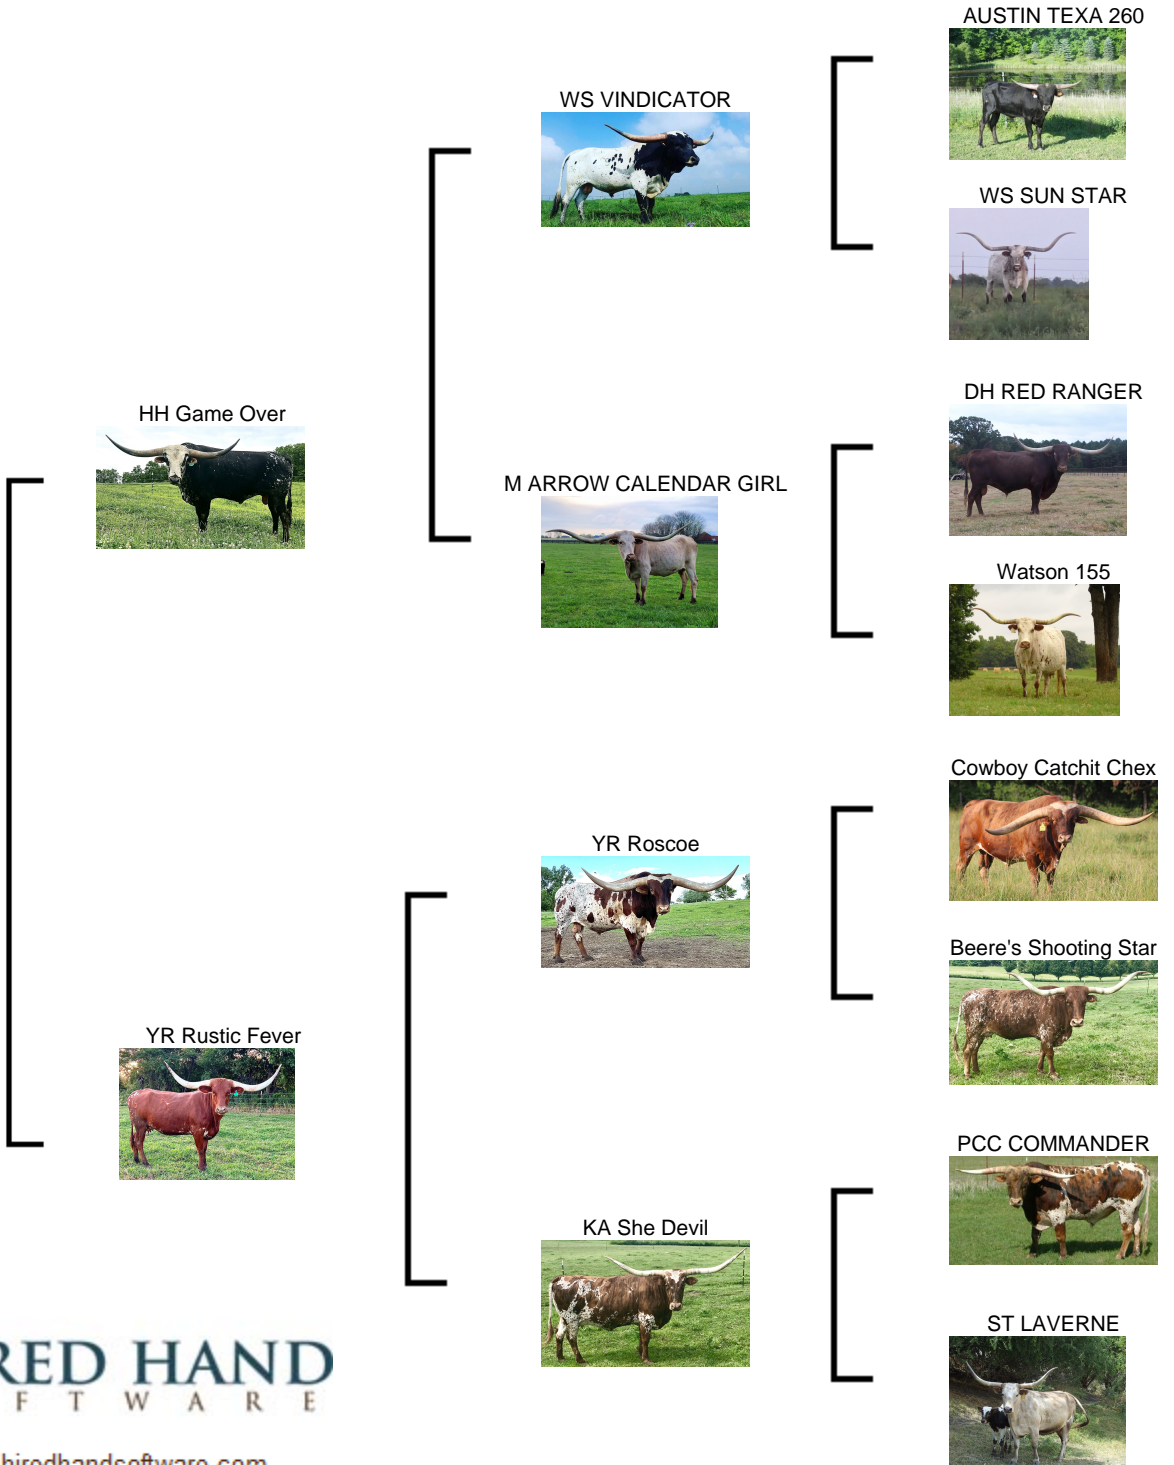 AUSTIN TEXA 260
WS VINDICATOR
WS SUN STAR
DH RED RANGER
HH Game Over
M ARROW CALENDAR GIRL
Watson 155
Cowboy Catchit Chex
YR Roscoe
Beere's Shooting Star
YR Rustic Fever
PCC COMMANDER
KA She Devil
ST LAVERNE
RED HAND
F T W A R E
hiredhandsoftware.com